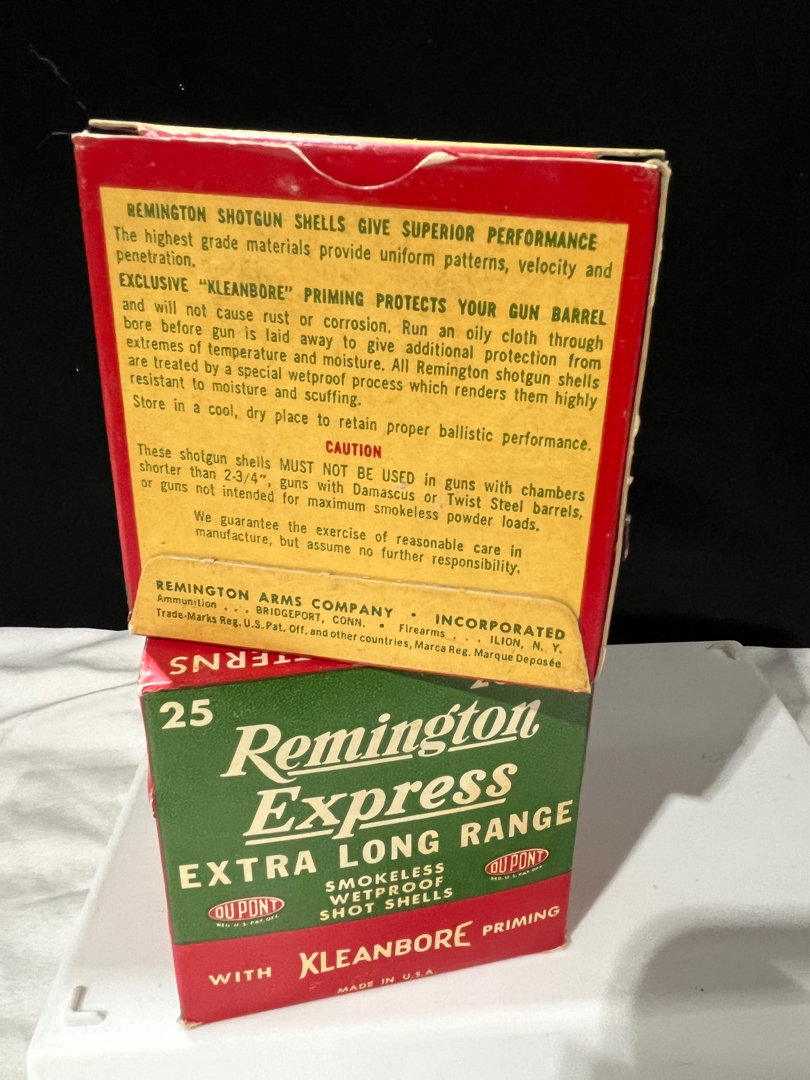 REMINGTON SHOTGUN SHELLS GIVE SUPERIOR PERFORMANCE
The highest grade materials provide uniform patterns, velocity and
penetration.
EXCLUSIVE "KLEANBORE" PRIMING PROTECTS YOUR GUN BARREL
and will not cause rust or corrosion. Run an oily cloth through
bore before gun is laid away to give additional protection from
extremes of temperature and moisture. All Remington shotgun shells
are treated by a special wetproof process which renders them highly
resistant to moisture and scuffing.
Store in a cool, dry place to retain proper ballistic performance.
CAUTION
These shotgun shells MUST NOT BE USED in guns with chambers
shorter than 2-3/4", guns with Damascus or Twist Steel barrels,
or guns not intended for maximum smokeless powder loads.
We guarantee the exercise of reasonable care in
manufacture, but assume no further responsibility.
REMINGTON ARMS COMPANY • INCORPORATED
Ammunition . . . BRIDGEPORT, CONN. • Firearms . . . ILION, N. Y.
Trade-Marks Reg. U.S. Pat. Off. and other countries, Marca Reg. Marque Deposée
25
Remington
Express
EXTRA LONG RANGE
SMOKELESS
WETPROOF
SHOT SHELLS
DU PONT
REG. U. S. PAT. OFF.
DU PONT
REG. U. S. PAT. OFF.
WITH KLEANBORE PRIMING
MADE IN U.S.A.